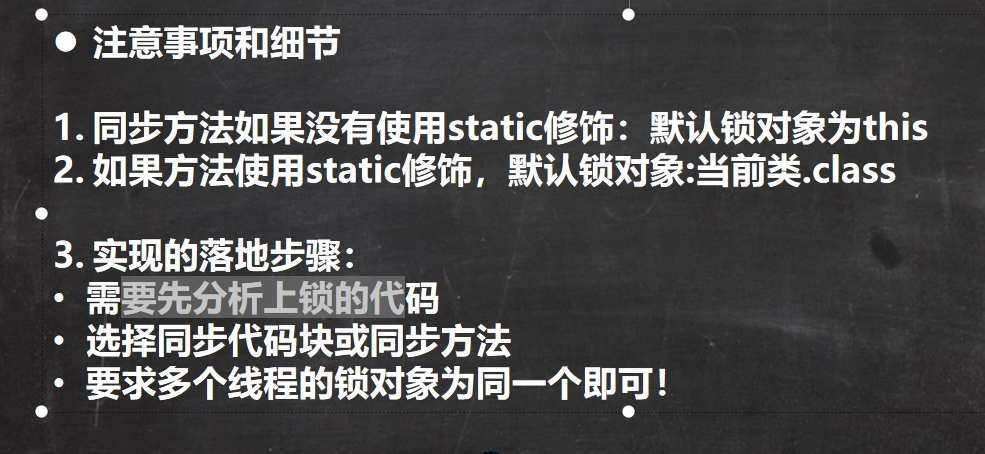 ● 注意事项和细节
1. 同步方法如果没有使用static修饰：默认锁对象为this
2. 如果方法使用static修饰，默认锁对象:当前类.class
3. 实现的落地步骤：
• 需要先分析上锁的代码
• 选择同步代码块或同步方法
• 要求多个线程的锁对象为同一个即可！